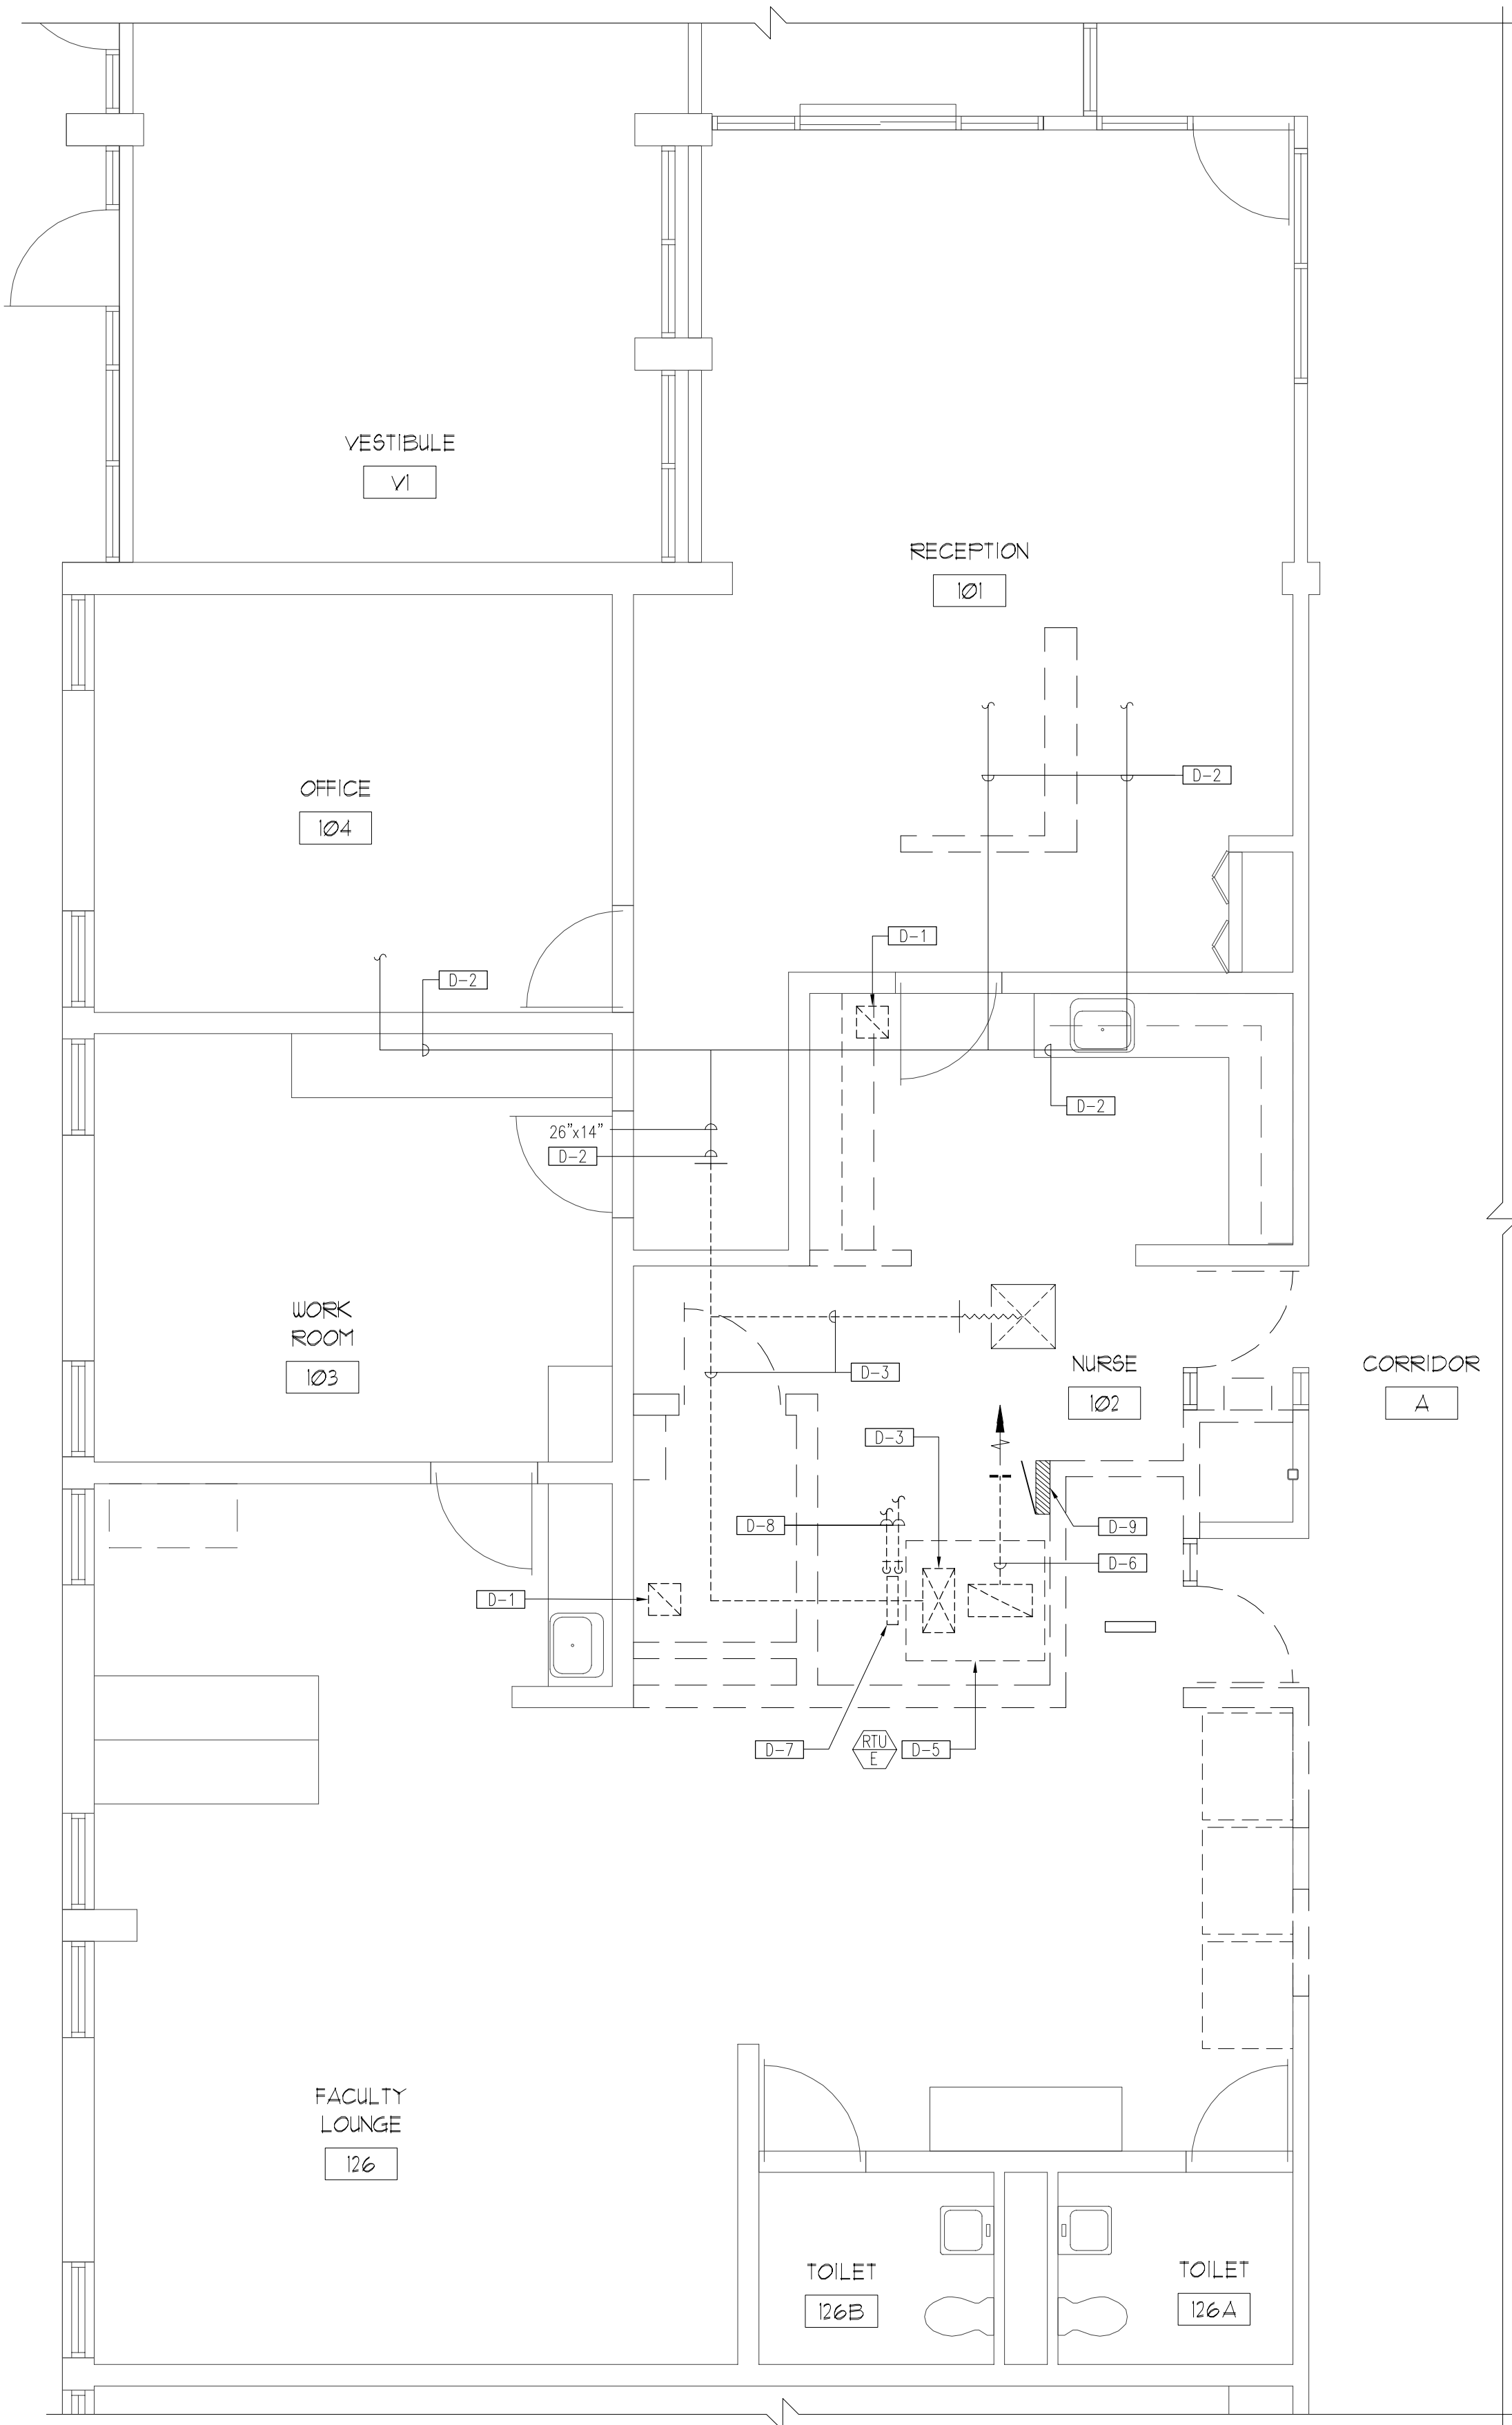 VESTIBULE
V1
RECEPTION
101
D-2
OFFICE
104
D-1
D-2
D-2
26"x14"
D-2
WORK
ROOM
103
NURSE
102
CORRIDOR
A
D-3
D-3
D-8
D-9
D-6
D-1
D-7
RTU
E
D-5
FACULTY
LOUNGE
126
TOILET
126B
TOILET
126A